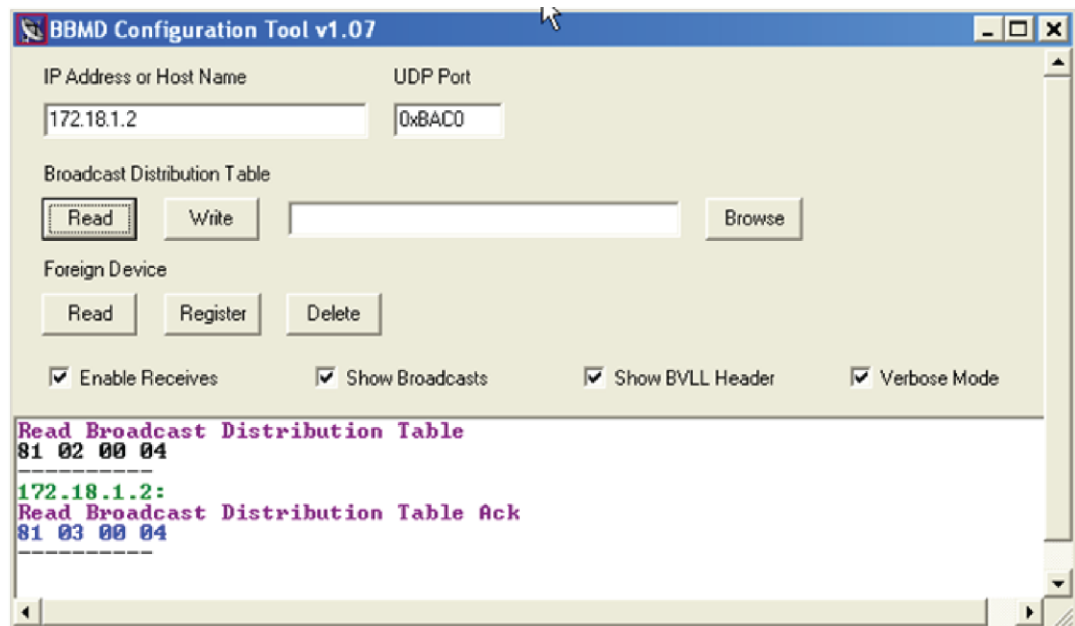 BBMD Configuration Tool v1.07
IP Address or Host Name UDP Port
172.18.1.2 0xBAC0
Broadcast Distribution Table
Read Write Browse
Foreign Device
Read Register Delete
Enable Receives Show Broadcasts Show BVLL Header Verbose Mode
Read Broadcast Distribution Table
81 02 00 04
----------
172.18.1.2:
Read Broadcast Distribution Table Ack
81 03 00 04
----------